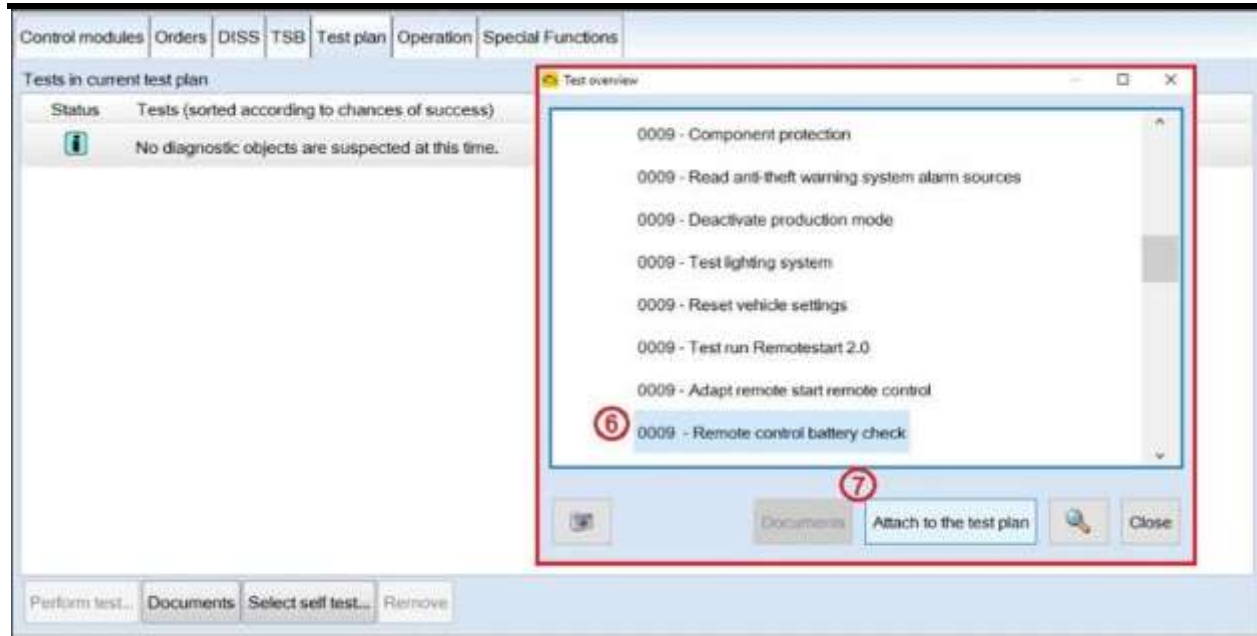 Control modules Orders DISS TSB Test plan Operation Special Functions
Tests in current test plan
Status Tests (sorted according to chances of success)
No diagnostic objects are suspected at this time.
Test overview
0009 - Component protection
0009 - Read anti-theft warning system alarm sources
0009 - Deactivate production mode
0009 - Test lighting system
0009 - Reset vehicle settings
0009 - Test run Remotestart 2.0
0009 - Adapt remote start remote control
6 0009 - Remote control battery check
7
Documents Attach to the test plan Close
Perform test... Documents Select self test... Remove